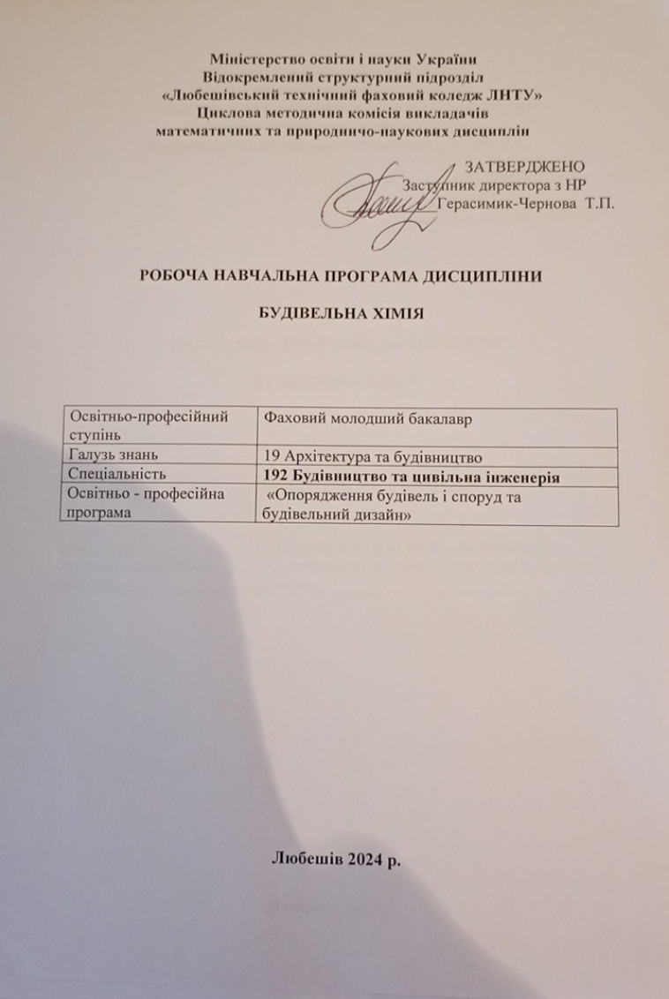 Міністерство освіти і науки України
Відокремлений структурний підрозділ
«Любешівський технічний фаховий коледж ЛНТУ»
Циклова методична комісія викладачів
математичних та природничо-наукових дисциплін
ЗАТВЕРДЖЕНО
Заступник директора з НР
Герасимик-Чернова Т.П.
РОБОЧА НАВЧАЛЬНА ПРОГРАМА ДИСЦИПЛІНИ
БУДІВЕЛЬНА ХІМІЯ
Освітньо-професійний ступінь
Фаховий молодший бакалавр
Галузь знань
19 Архітектура та будівництво
Спеціальність
192 Будівництво та цивільна інженерія
Освітньо - професійна
програма
«Опорядження будівель і споруд та
будівельний дизайн»
Любешів 2024 р.